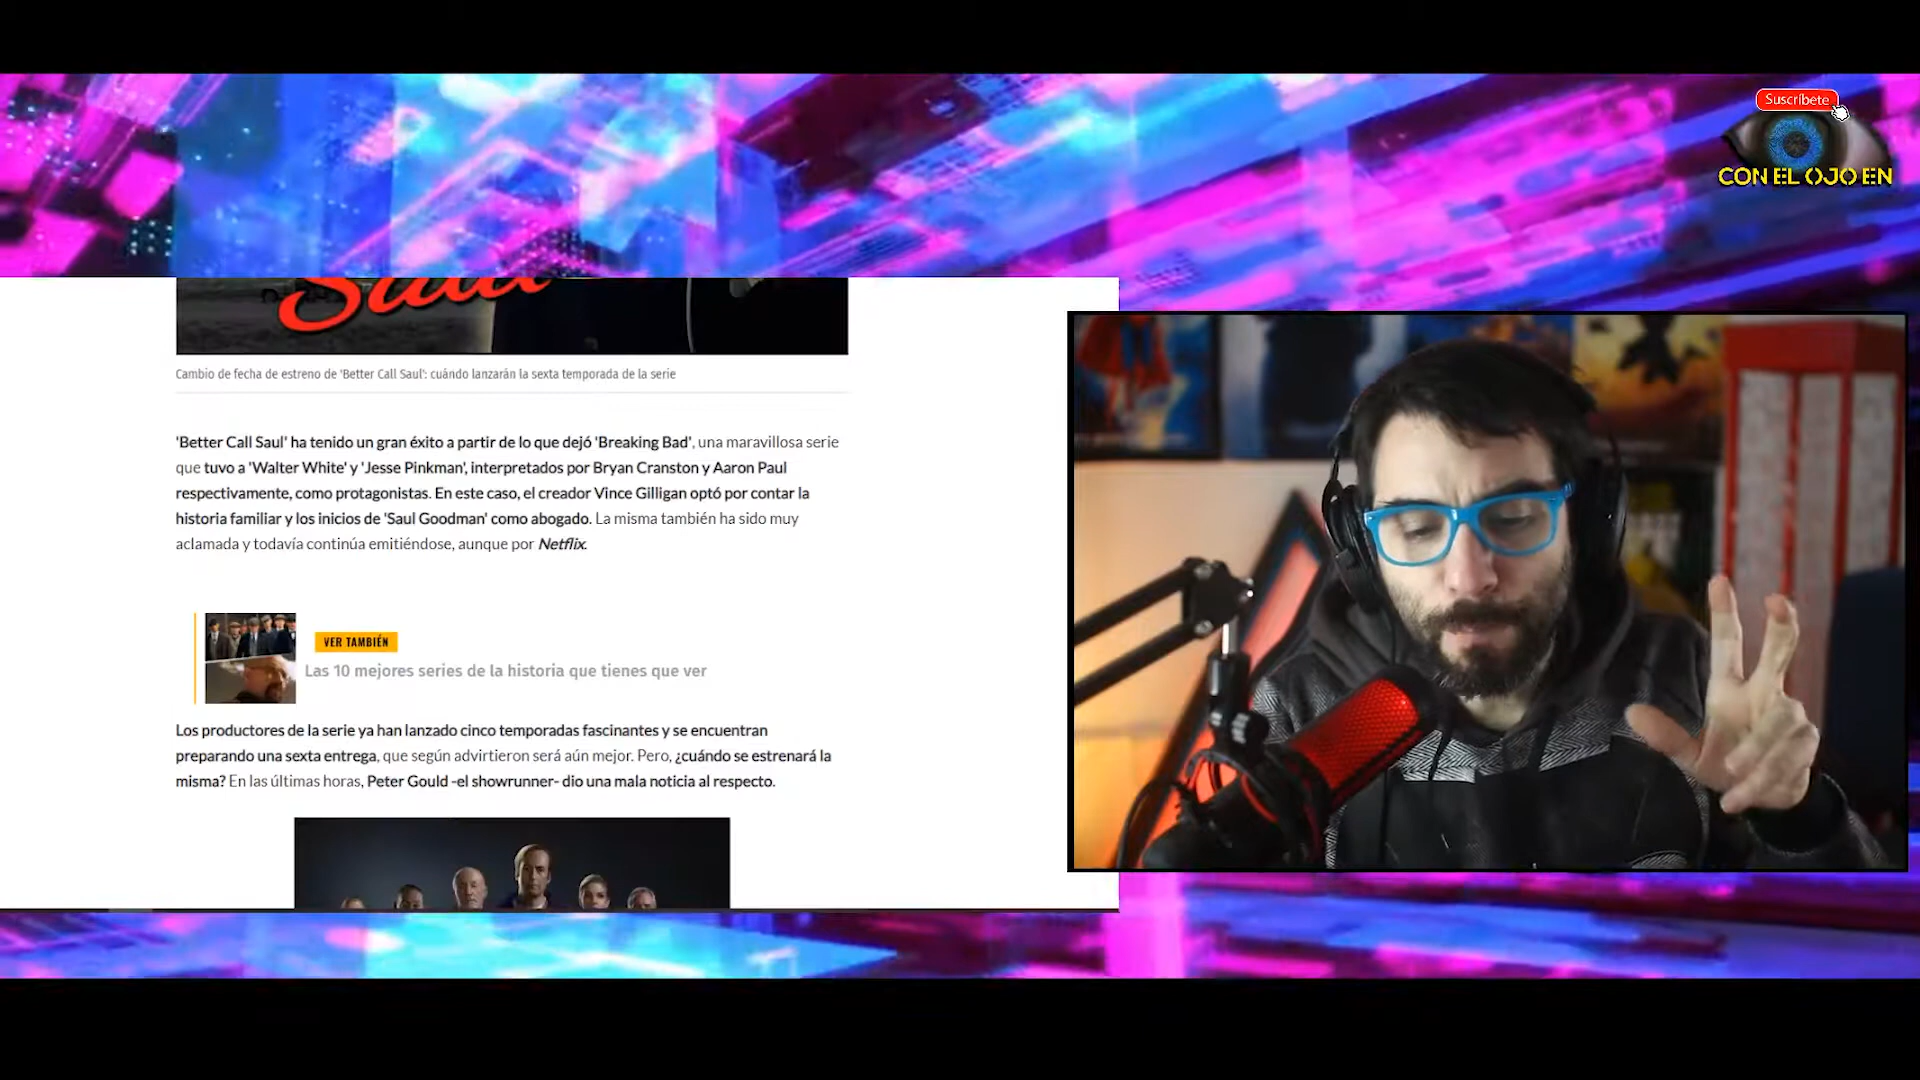 Suscríbete
CON EL OJO EN
Saul
Cambio de fecha de estreno de 'Better Call Saul': cuándo lanzarán la sexta temporada de la serie
'Better Call Saul' ha tenido un gran éxito a partir de lo que dejó 'Breaking Bad', una maravillosa serie
que tuvo a 'Walter White' y 'Jesse Pinkman', interpretados por Bryan Cranston y Aaron Paul
respectivamente, como protagonistas. En este caso, el creador Vince Gilligan optó por contar la
historia familiar y los inicios de 'Saul Goodman' como abogado. La misma también ha sido muy
aclamada y todavía continúa emitiéndose, aunque por Netflix.
VER TAMBIÉN
Las 10 mejores series de la historia que tienes que ver
Los productores de la serie ya han lanzado cinco temporadas fascinantes y se encuentran
preparando una sexta entrega, que según advirtieron será aún mejor. Pero, ¿cuándo se estrenará la
misma? En las últimas horas, Peter Gould -el showrunner- dio una mala noticia al respecto.